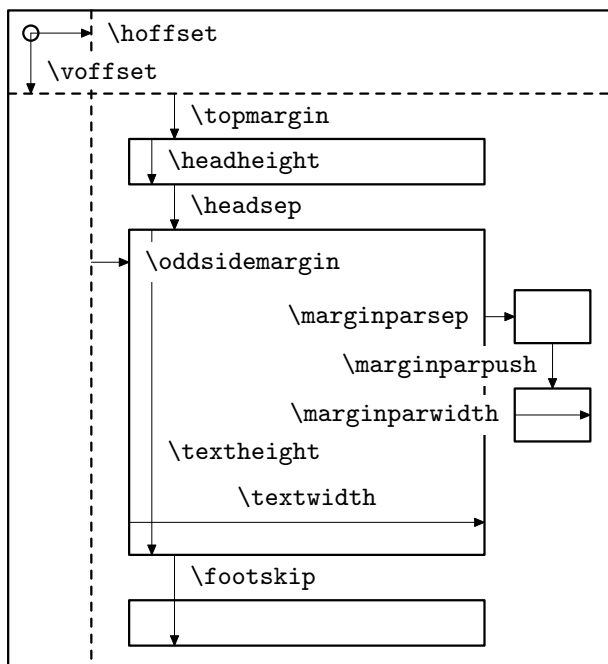 \hoffset
\voffset
\topmargin
\headheight
\headsep
\oddsidemargin
\marginparsep
\marginparpush
\marginparwidth
\textheight
\textwidth
\footskip